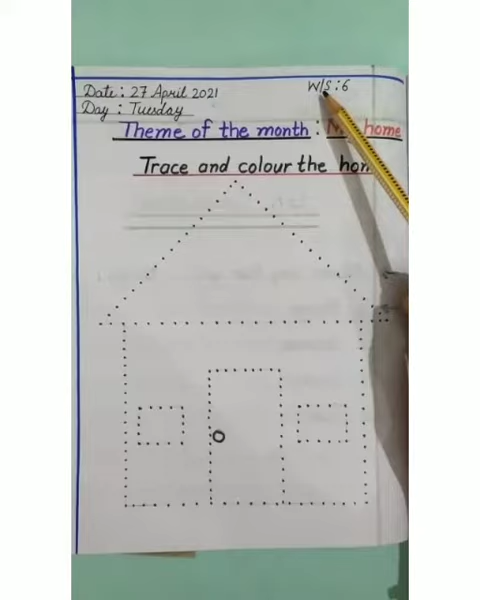 Date : 27 April 2021
W/S : 6
Day : Tuesday
Theme of the month : home
Trace and colour the